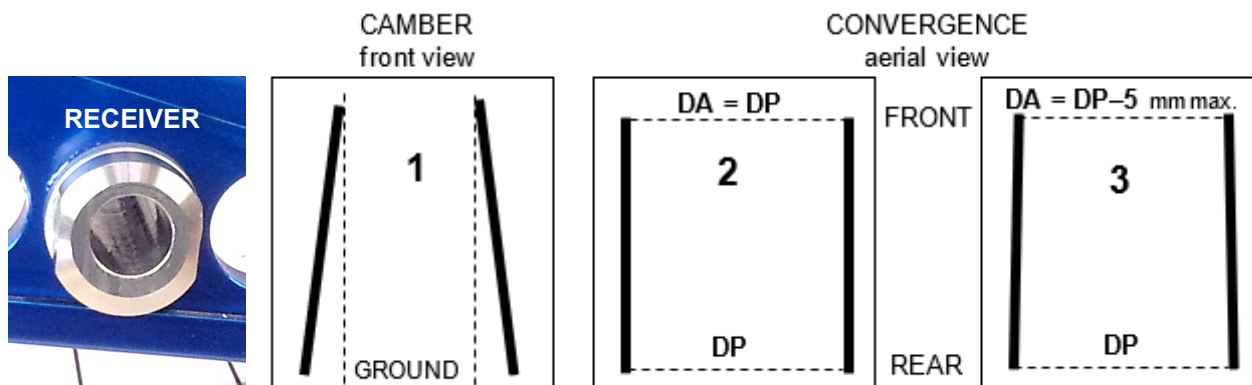 CAMBER
front view
CONVERGENCE
aerial view
RECEIVER
1
GROUND
DA = DP
2
DP
FRONT
REAR
DA = DP–5 mm max.
3
DP